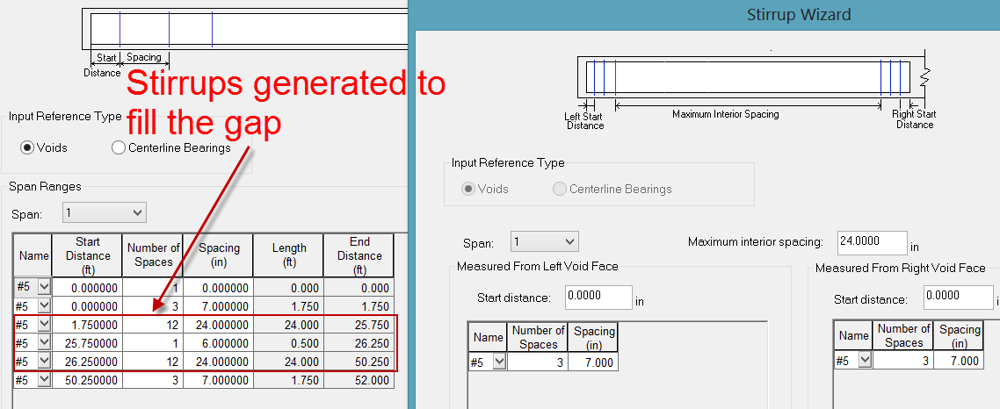 Start Spacing
Distance
Stirrups generated to
fill the gap
Input Reference Type
Voids Centerline Bearings
Span Ranges
Span: 1
Name Start Distance (ft) Number of Spaces Spacing (in) Length (ft) End Distance (ft)
#5 0.000000 1 0.000000 0.000 0.000
#5 0.000000 3 7.000000 1.750 1.750
#5 1.750000 12 24.000000 24.000 25.750
#5 25.750000 1 6.000000 0.500 26.250
#5 26.250000 12 24.000000 24.000 50.250
#5 50.250000 3 7.000000 1.750 52.000
Stirrup Wizard
Left Start Distance Maximum Interior Spacing Right Start Distance
Input Reference Type
Voids Centerline Bearings
Span: 1 Maximum interior spacing: 24.0000 in
Measured From Left Void Face
Start distance: 0.0000 in
Name Number of Spaces Spacing (in)
#5 3 7.000
Measured From Right Void Face
Start distance: 0.0000 i
Name Number of Spaces Spacing (in)
#5 3 7.000